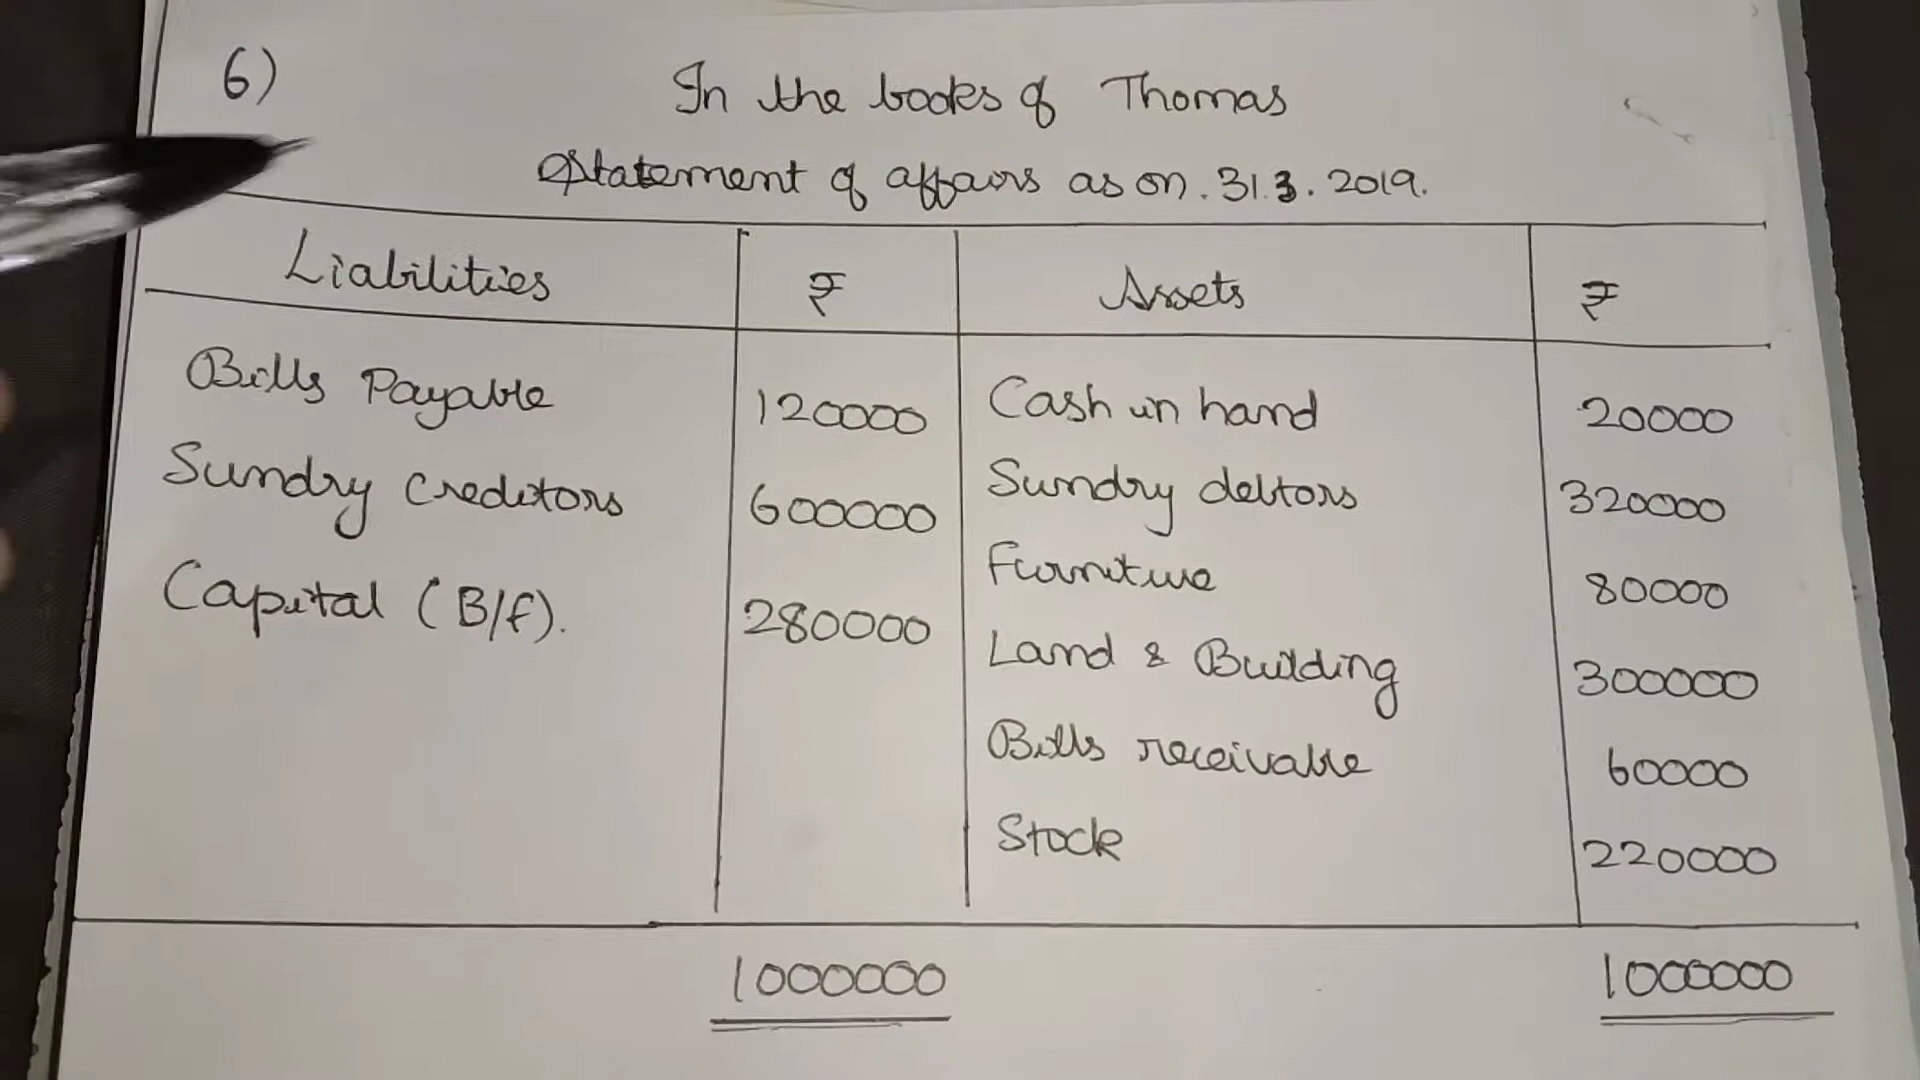 6)
In the books of Thomas
Statement of affairs as on. 31.3.2019.
Liabilities ₹ Assets ₹
Bills Payable 120000 Cash in hand 20000
Sundry creditors 600000 Sundry debtors 320000
Capital (B/f). 280000 Furniture 80000
Land & Building 300000
Bills receivable 60000
Stock 220000
1000000 1000000